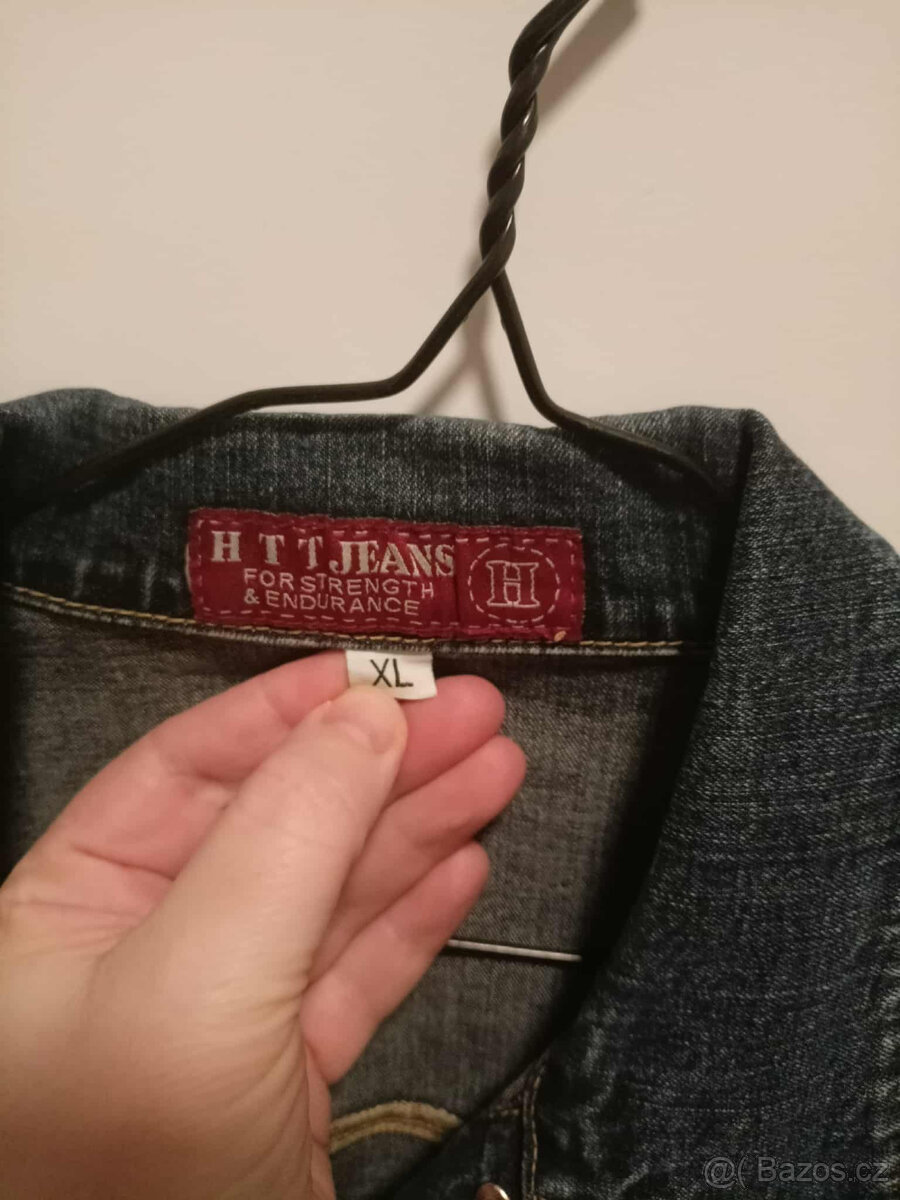 H T T JEANS
FOR STRENGTH
& ENDURANCE
H
XL
@( Bazos.cz